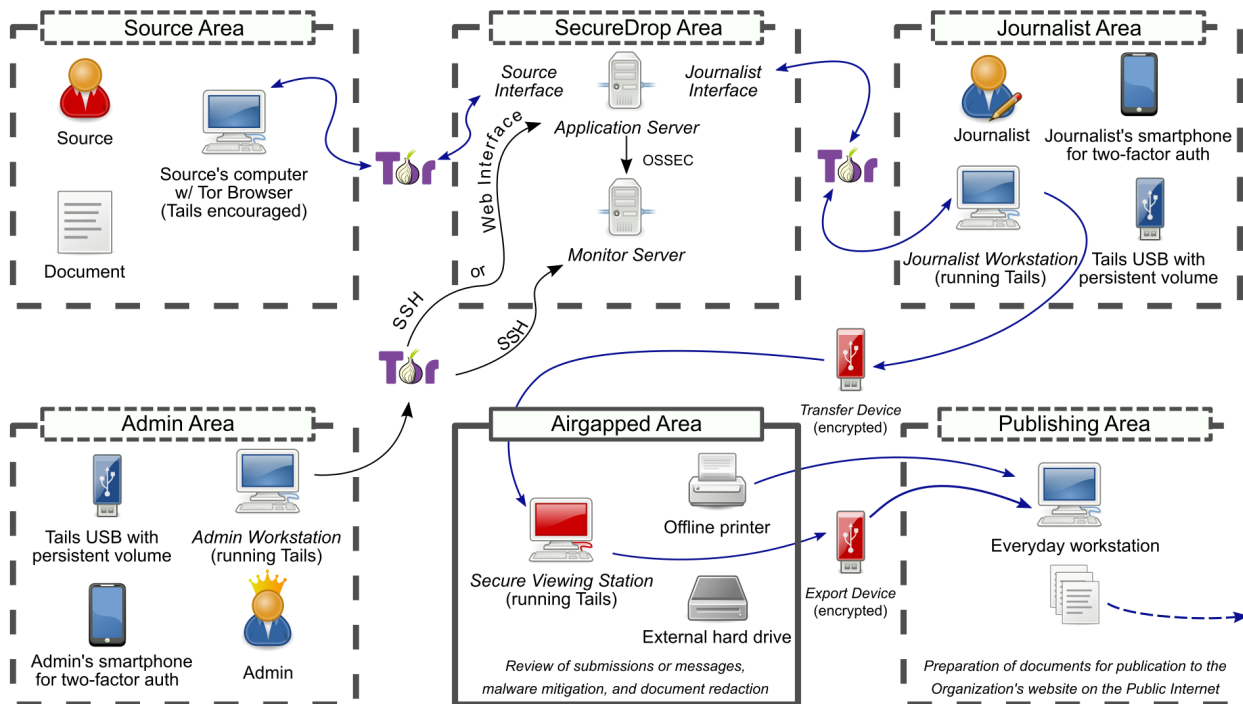 Source Area
Source
Source's computer
w/ Tor Browser
(Tails encouraged)
Document
Tor
SecureDrop Area
Source
Interface
Journalist
Interface
Application Server
OSSEC
Monitor Server
Web Interface
or
SSH
SSH
Tor
Tor
Journalist Area
Journalist
Journalist's smartphone
for two-factor auth
Journalist Workstation
(running Tails)
Tails USB with
persistent volume
Transfer Device
(encrypted)
Admin Area
Tails USB with
persistent volume
Admin Workstation
(running Tails)
Admin's smartphone
for two-factor auth
Admin
Airgapped Area
Offline printer
Secure Viewing Station
(running Tails)
External hard drive
Review of submissions or messages,
malware mitigation, and document redaction
Export Device
(encrypted)
Publishing Area
Everyday workstation
Preparation of documents for publication to the
Organization's website on the Public Internet